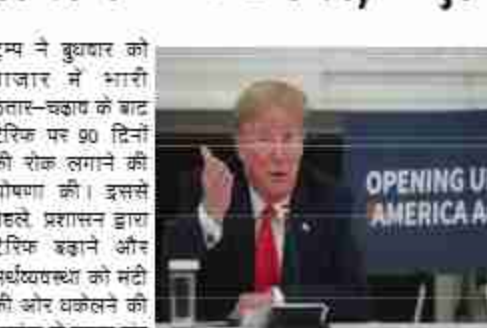 ट्रम्प ने बुधवार को
बाजार में भारी
उतार–चढ़ाव के बाद
टैरिफ पर 90 दिनों
की रोक लगाने की
घोषणा की। इससे
पहले प्रशासन द्वारा
टैरिफ बढ़ाने और
अर्थव्यवस्था को मंदी
की ओर धकेलने की
OPENING U
AMERICA A